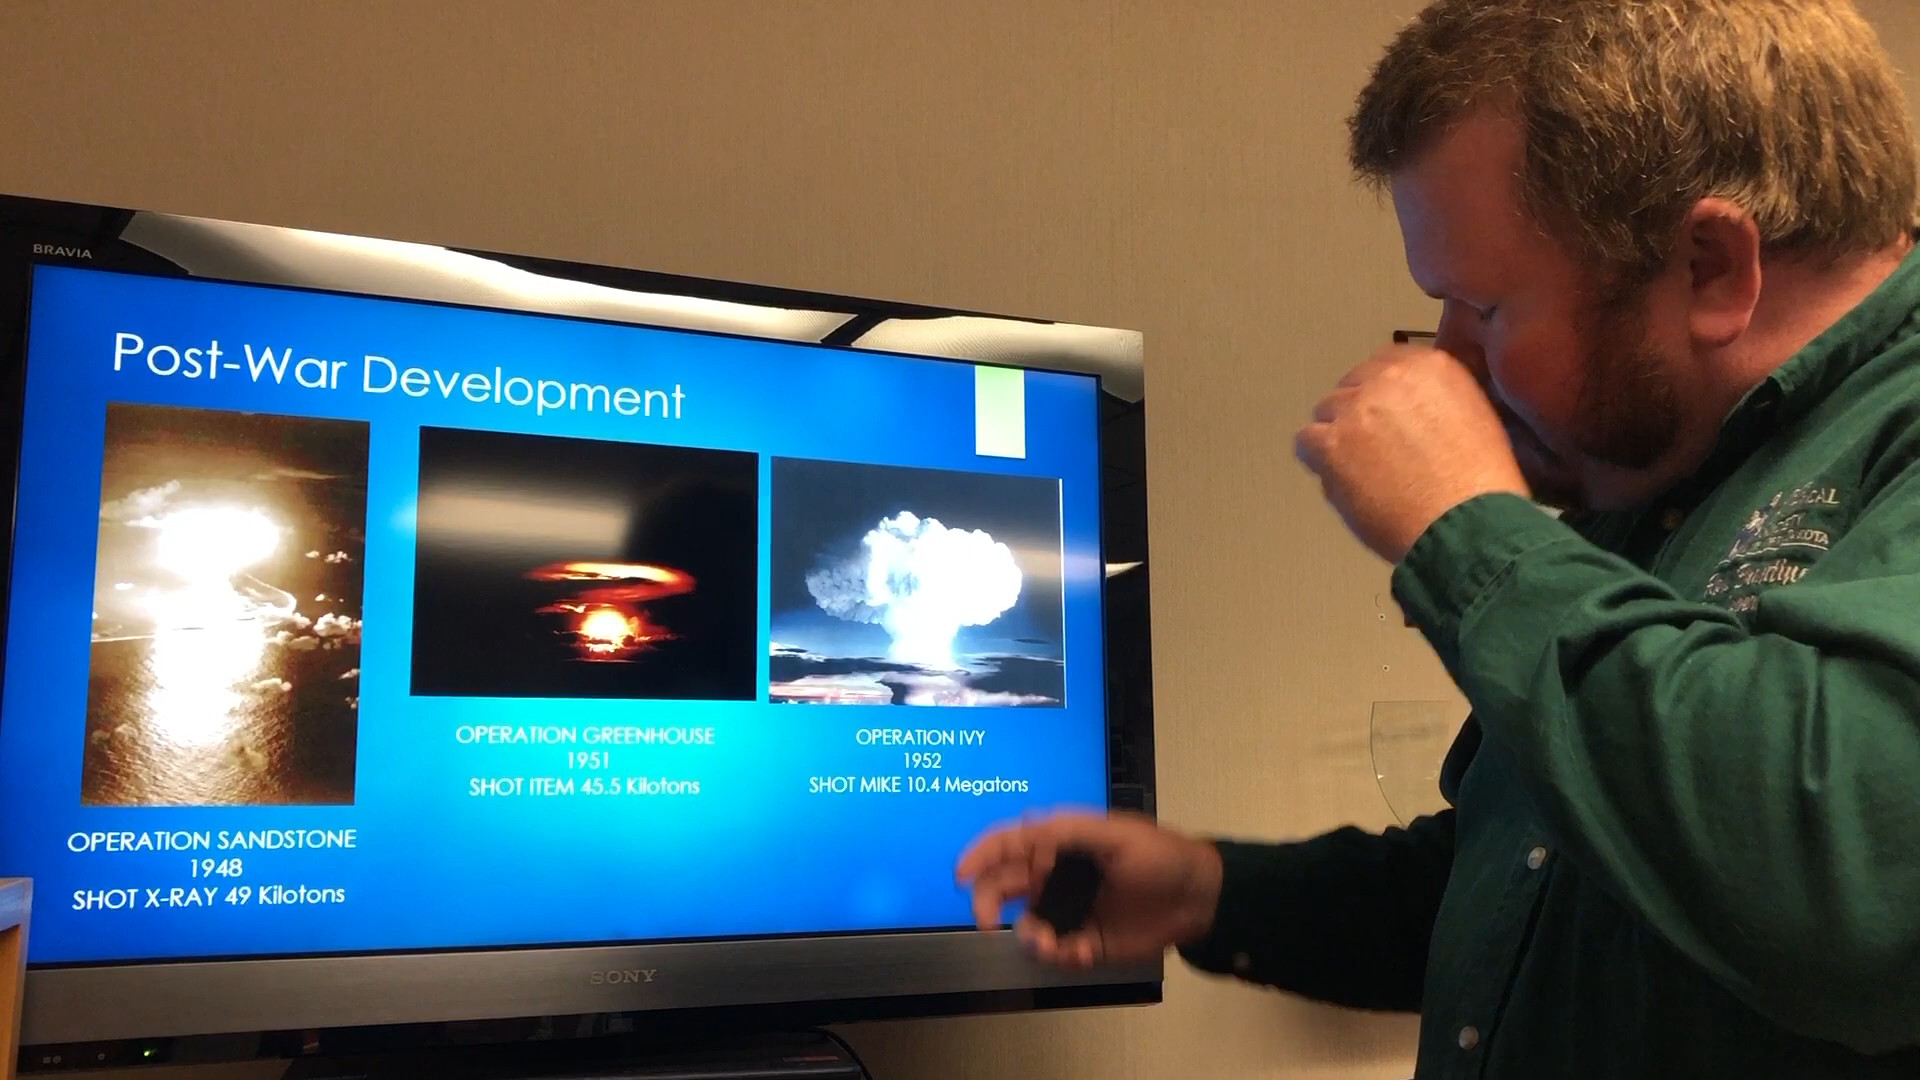 BRAVIA
Post-War Development
OPERATION SANDSTONE
1948
SHOT X-RAY 49 Kilotons
OPERATION GREENHOUSE
1951
SHOT ITEM 45.5 Kilotons
OPERATION IVY
1952
SHOT MIKE 10.4 Megatons
SONY